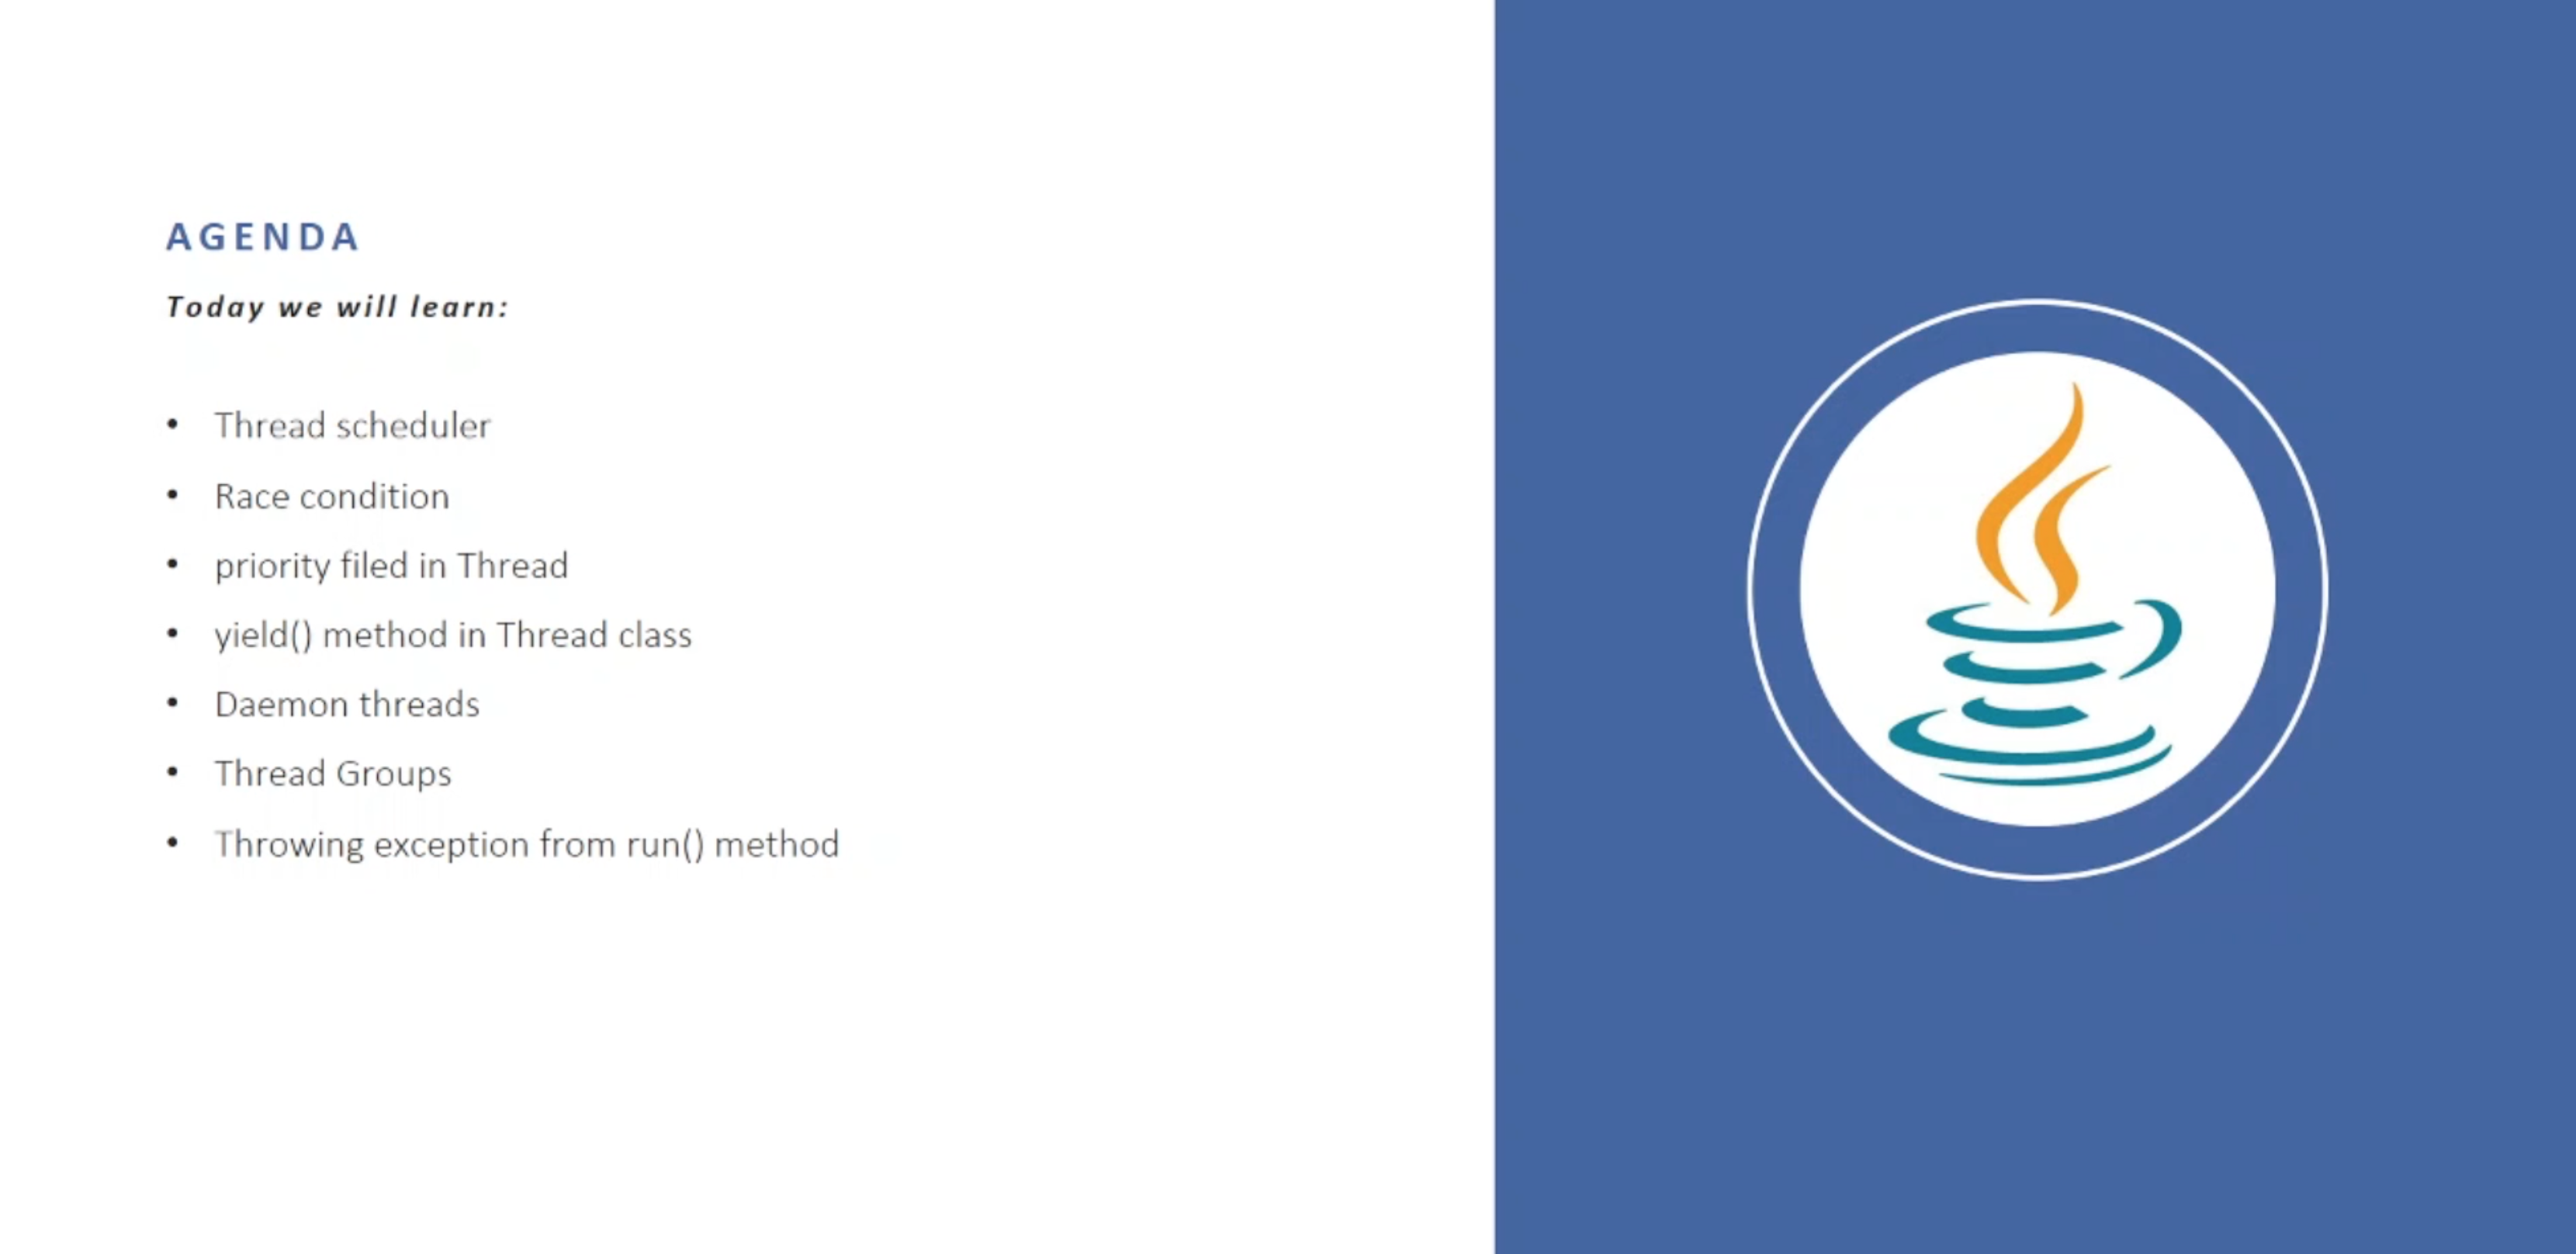 AGENDA
Today we will learn:
• Thread scheduler
• Race condition
• priority filed in Thread
• yield() method in Thread class
• Daemon threads
• Thread Groups
• Throwing exception from run() method